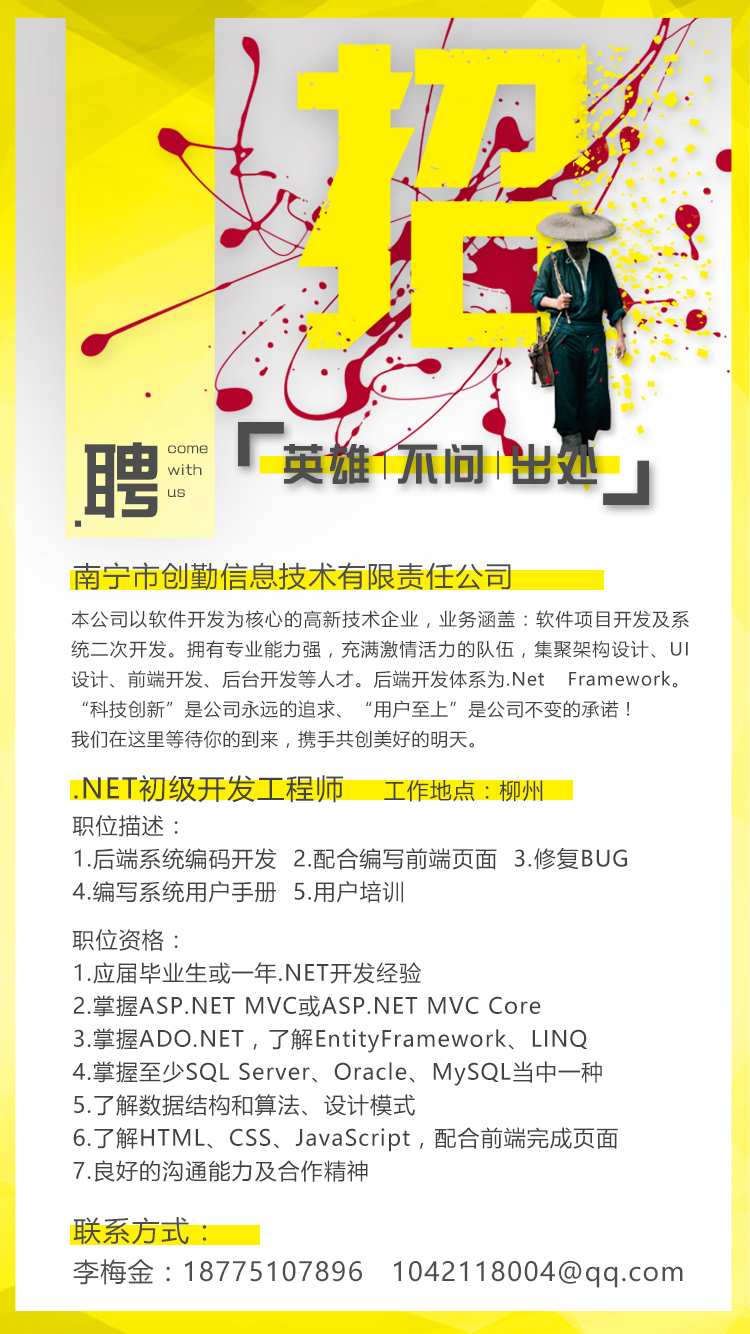 招
聘
come
with
us
英雄|不问|出处
南宁市创勤信息技术有限责任公司
本公司以软件开发为核心的高新技术企业，业务涵盖：软件项目开发及系
统二次开发。拥有专业能力强，充满激情活力的队伍，集聚架构设计、UI
设计、前端开发、后台开发等人才。后端开发体系为.Net Framework。
“科技创新”是公司永远的追求、“用户至上”是公司不变的承诺！
我们在这里等待你的到来，携手共创美好的明天。
.NET初级开发工程师 工作地点：柳州
职位描述：
1.后端系统编码开发 2.配合编写前端页面 3.修复BUG
4.编写系统用户手册 5.用户培训
职位资格：
1.应届毕业生或一年.NET开发经验
2.掌握ASP.NET MVC或ASP.NET MVC Core
3.掌握ADO.NET，了解EntityFramework、LINQ
4.掌握至少SQL Server、Oracle、MySQL当中一种
5.了解数据结构和算法、设计模式
6.了解HTML、CSS、JavaScript，配合前端完成页面
7.良好的沟通能力及合作精神
联系方式：
李梅金：18775107896 1042118004@qq.com